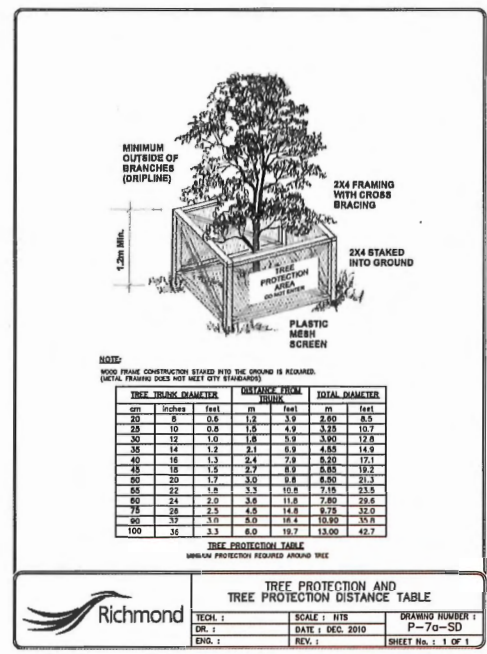 MINIMUM
OUTSIDE OF
BRANCHES
(DRIPLINE)
2X4 FRAMING
WITH CROSS
BRACING
1.2m Min.
2X4 STAKED
INTO GROUND
TREE
PROTECTION
AREA
DO NOT ENTER
PLASTIC
MESH
SCREEN
NOTE:
WOOD FRAME CONSTRUCTION STAKED INTO THE GROUND IS REQUIRED.
(METAL FRAMING DOES NOT MEET CITY STANDARDS)
TREE TRUNK DIAMETER DISTANCE FROM TRUNK TOTAL DIAMETER
cm inches feet m feet m feet
20 8 0.6 1.2 3.9 2.60 8.5
25 10 0.8 1.5 4.9 3.25 10.7
30 12 1.0 1.8 5.9 3.90 12.8
35 14 1.2 2.1 6.9 4.55 14.9
40 16 1.3 2.4 7.9 5.20 17.1
45 18 1.5 2.7 8.9 5.85 19.2
50 20 1.7 3.0 9.8 6.50 21.3
55 22 1.8 3.3 10.8 7.15 23.5
60 24 2.0 3.6 11.8 7.80 29.6
75 28 2.5 4.5 14.8 9.75 32.0
90 32 3.0 5.0 16.4 10.90 35.8
100 36 3.3 6.0 19.7 13.00 42.7
TREE PROTECTION TABLE
MINIMUM PROTECTION REQUIRED AROUND TREE
Richmond
TREE PROTECTION AND
TREE PROTECTION DISTANCE TABLE
TECH. : SCALE : NTS DRAWING NUMBER :
DR. : DATE : DEC. 2010 P-7a-SD
ENG. : REV. : SHEET No. : 1 OF 1